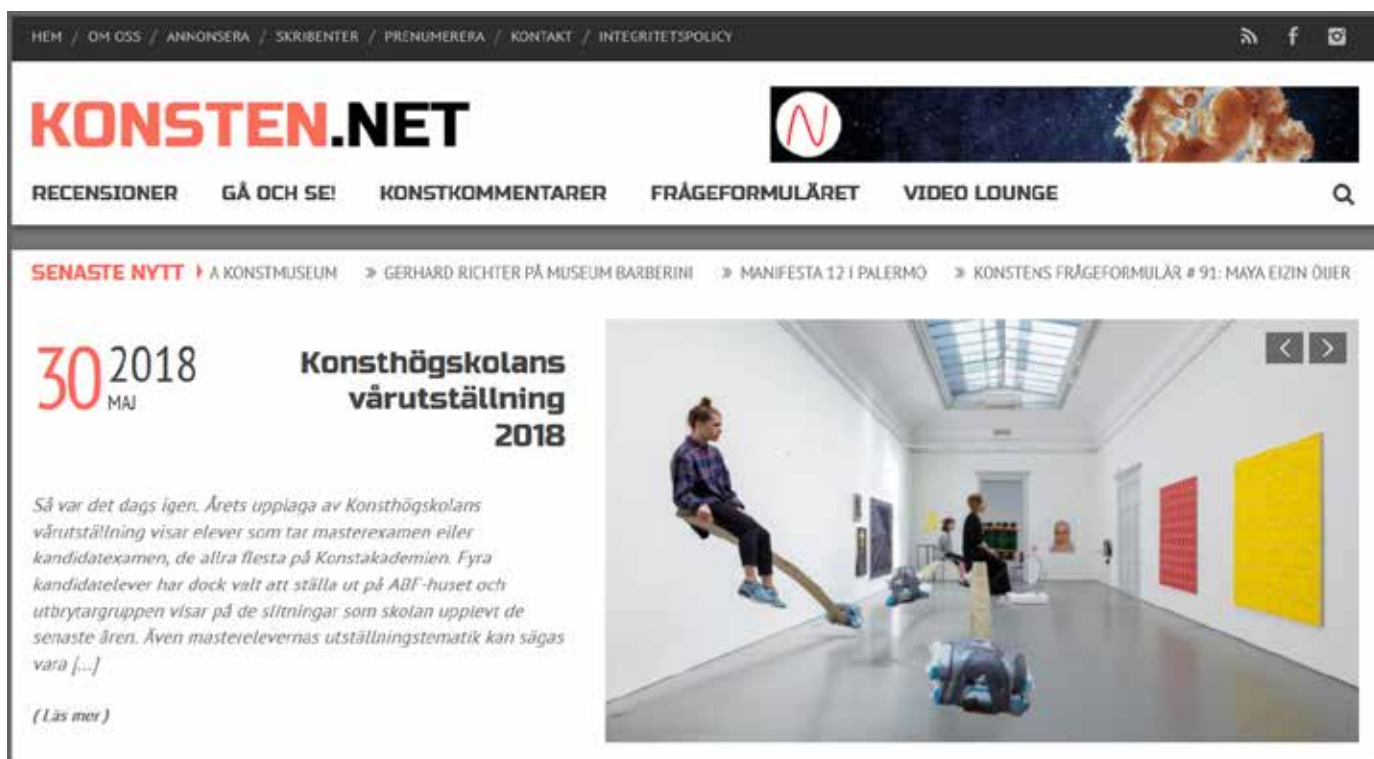 HEM / OM OSS / ANNONSERA / SKRIBENTER / PRENUMERERA / KONTAKT / INTEGRITETSPOLICY
KONSTEN.NET
N
RECENSIONER GÅ OCH SE! KONSTKOMMENTARER FRÅGEFORMULÄRET VIDEO LOUNGE
SENASTE NYTT A KONSTMUSEUM » GERHARD RICHTER PÅ MUSEUM BARBERINI » MANIFESTA 12 I PALERMO » KONSTENS FRÅGEFORMULÄR # 91: MAYA EIZIN ÖIJER
30 2018
MAJ
Konsthögskolans
vårutställning
2018
Så var det dags igen. Årets upplaga av Konsthögskolans
vårutställning visar elever som tar masterexamen eller
kandidatexamen, de allra flesta på Konstakademien. Fyra
kandidatelever har dock valt att ställa ut på ABF-huset och
utbrytargruppen visar på de slitningar som skolan upplevt de
senaste åren. Även masterelevernas utställningstematik kan sägas
vara [...]
(Läs mer)